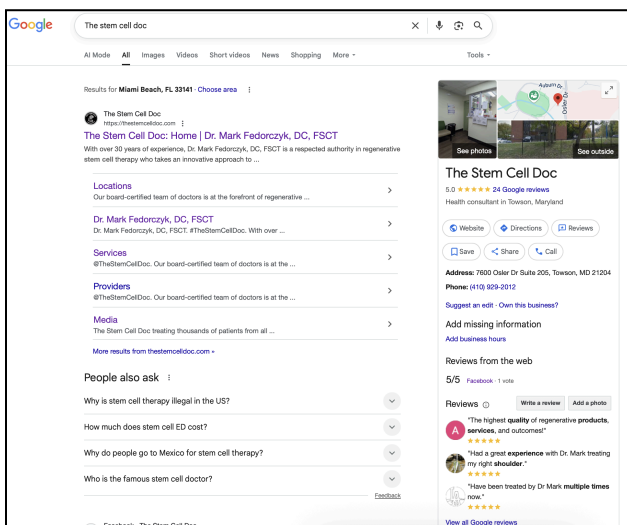 Google
The stem cell doc
AI Mode All Images Videos Short videos News Shopping More
Tools
Results for Miami Beach, FL 33141 · Choose area
The Stem Cell Doc
https://thestemcelldoc.com
The Stem Cell Doc: Home | Dr. Mark Fedorczyk, DC, FSCT
With over 30 years of experience, Dr. Mark Fedorczyk, DC, FSCT is a respected authority in regenerative
stem cell therapy who takes an innovative approach to ...
Locations
Our board-certified team of doctors is at the forefront of regenerative ...
Dr. Mark Fedorczyk, DC, FSCT
Dr. Mark Fedorczyk, DC, FSCT. #TheStemCellDoc. With over ...
Services
@TheStemCellDoc. Our board-certified team of doctors is at the ...
Providers
@TheStemCellDoc. Our board-certified team of doctors is at the ...
Media
The Stem Cell Doc treating thousands of patients from all ...
More results from thestemcelldoc.com »
People also ask
Why is stem cell therapy illegal in the US?
How much does stem cell ED cost?
Why do people go to Mexico for stem cell therapy?
Who is the famous stem cell doctor?
Feedback
Facebook · The Stem Cell Doc
Auburn Dr
Osler Dr
See photos
See outside
The Stem Cell Doc
5.0 ★★★★★ 24 Google reviews
Health consultant in Towson, Maryland
Website Directions Reviews
Save Share Call
Address: 7600 Osler Dr Suite 205, Towson, MD 21204
Phone: (410) 929-2012
Suggest an edit · Own this business?
Add missing information
Add business hours
Reviews from the web
5/5 Facebook · 1 vote
Reviews
Write a review Add a photo
A
"The highest quality of regenerative products,
services, and outcomes!"
★★★★★
"Had a great experience with Dr. Mark treating
my right shoulder."
★★★★★
"Have been treated by Dr Mark multiple times
now."
★★★★★
View all Google reviews